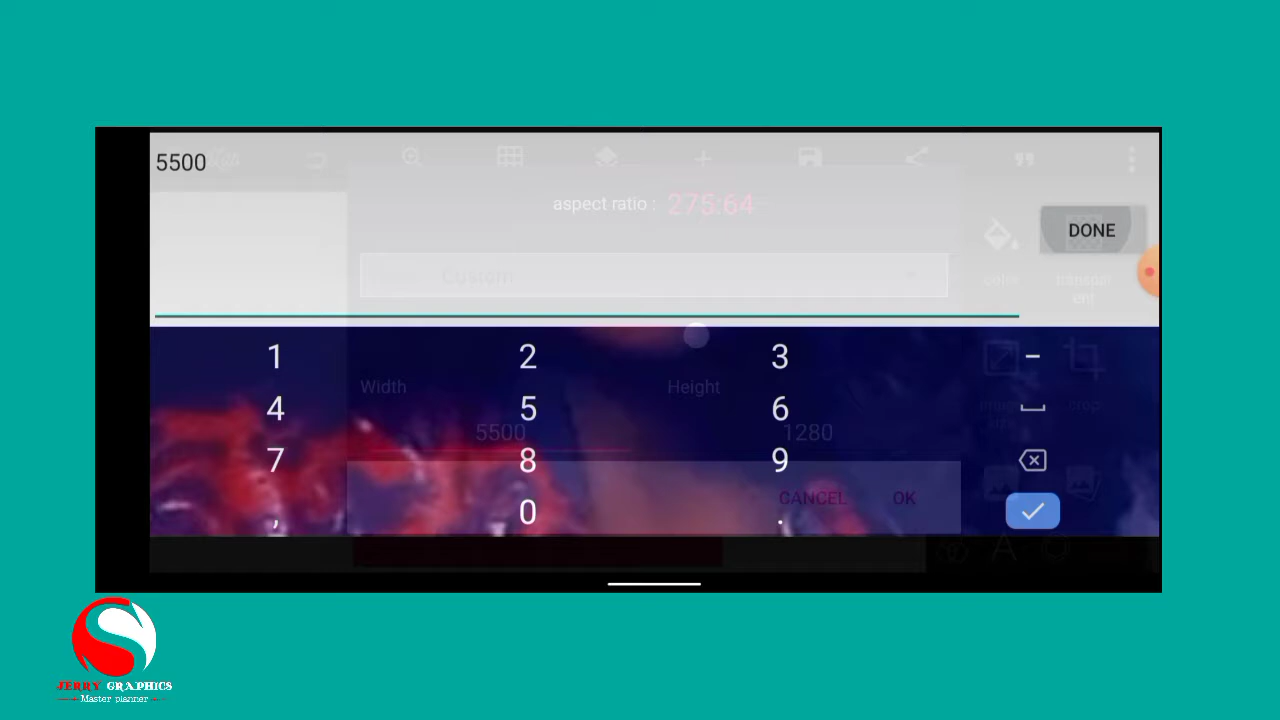 5500
aspect ratio : 275:64
DONE
Custom
color
1 2 3 –
Width Height
4 5 6
5500 1280
7 8 9
CANCEL OK
, 0 .
JERRY GRAPHICS
Master planner